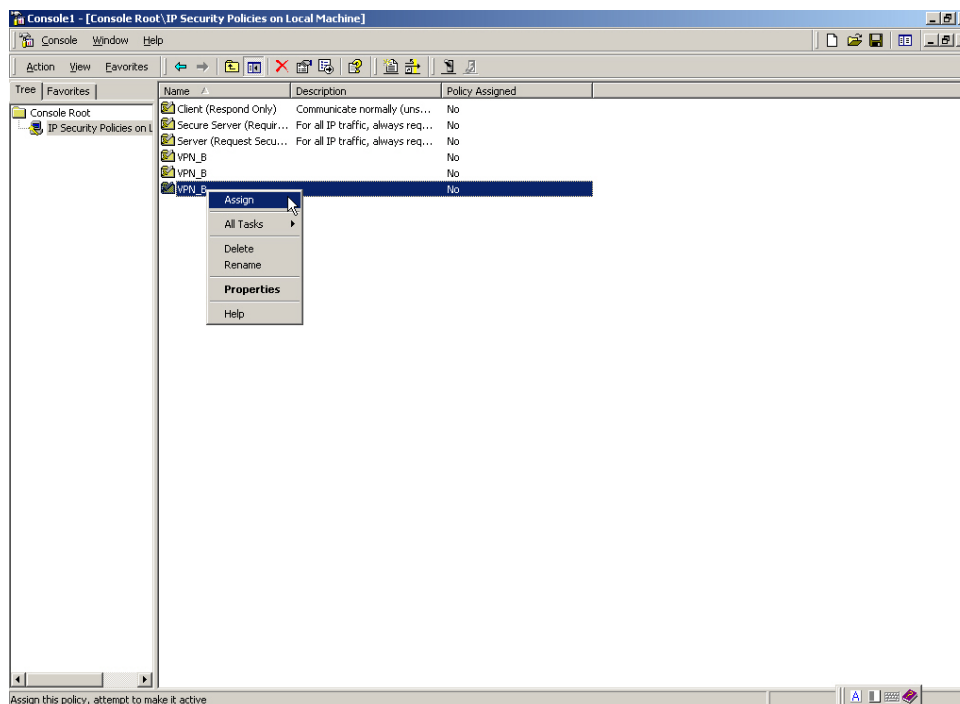 Console1 - [Console Root\IP Security Policies on Local Machine]
Console Window Help
Action View Favorites
Tree Favorites
Name Description Policy Assigned
Console Root
IP Security Policies on L
Client (Respond Only) Communicate normally (uns... No
Secure Server (Requir... For all IP traffic, always req... No
Server (Request Secu... For all IP traffic, always req... No
VPN_B No
VPN_B No
VPN_B No
Assign
All Tasks
Delete
Rename
Properties
Help
Assign this policy, attempt to make it active
A